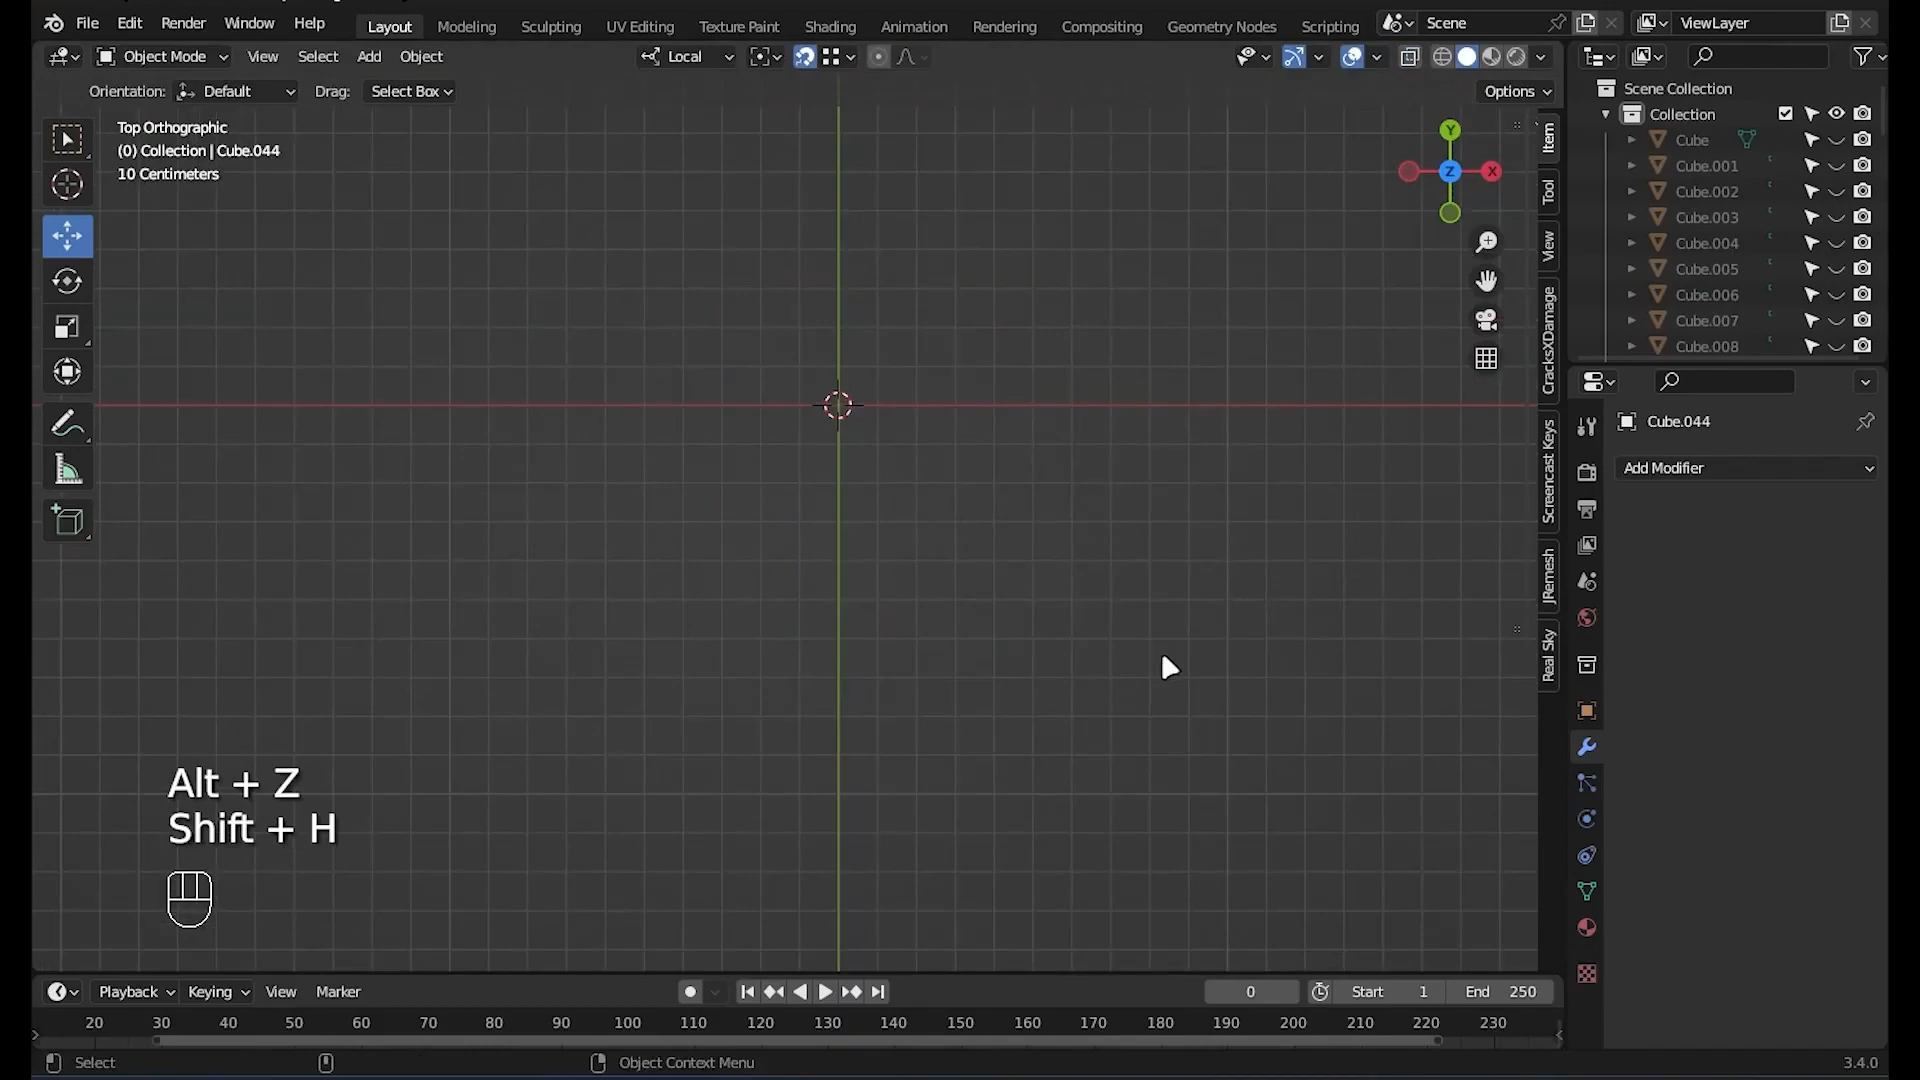 File Edit Render Window Help Layout Modeling Sculpting UV Editing Texture Paint Shading Animation Rendering Compositing Geometry Nodes Scripting Scene ViewLayer
Object Mode View Select Add Object Local
Orientation: Default Drag: Select Box Options
Top Orthographic
(0) Collection | Cube.044
10 Centimeters
Y
Z
X
Item
Tool
View
CracksXDamage
Screencast Keys
JRemesh
Real Sky
Scene Collection
Collection
Cube
Cube.001
Cube.002
Cube.003
Cube.004
Cube.005
Cube.006
Cube.007
Cube.008
Cube.044
Add Modifier
Alt + Z
Shift + H
Playback Keying View Marker 0 Start 1 End 250
20 30 40 50 60 70 80 90 100 110 120 130 140 150 160 170 180 190 200 210 220 230
Select Object Context Menu 3.4.0